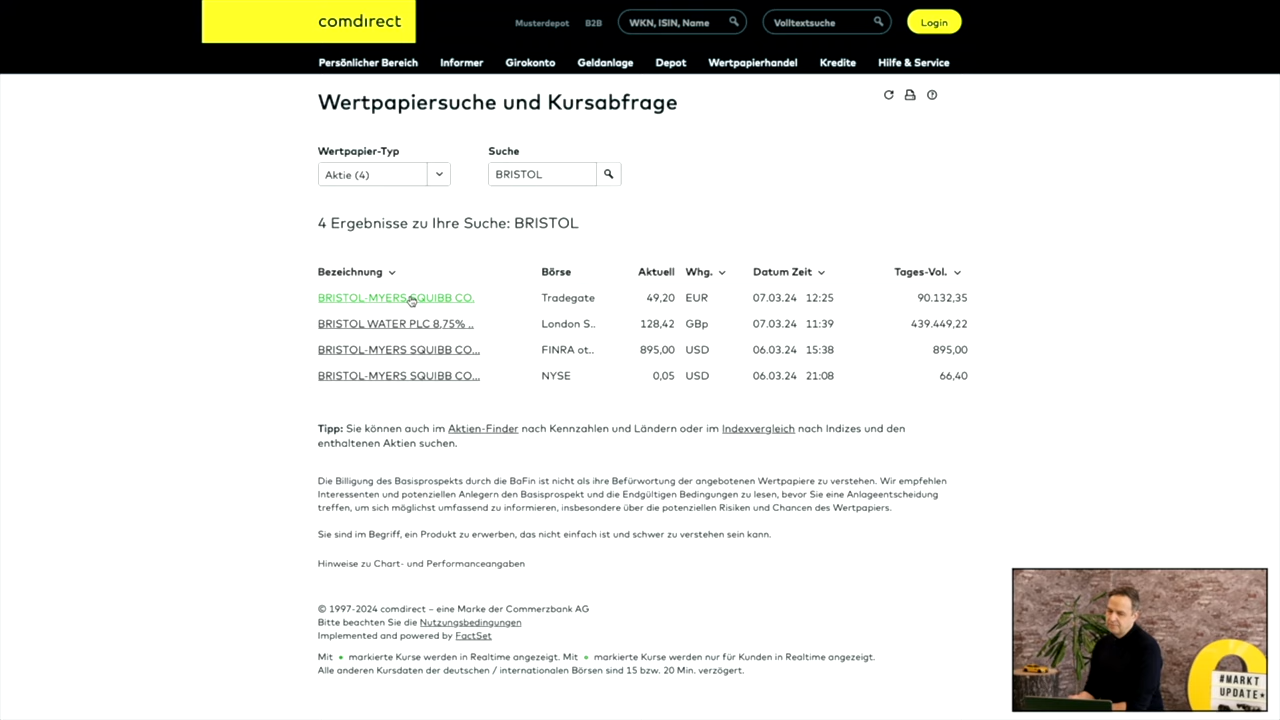 comdirect
Musterdepot B2B WKN, ISIN, Name Volltextsuche Login
Persönlicher Bereich Informer Girokonto Geldanlage Depot Wertpapierhandel Kredite Hilfe & Service
Wertpapiersuche und Kursabfrage
Wertpapier-Typ Suche
Aktie (4) BRISTOL
4 Ergebnisse zu Ihre Suche: BRISTOL
Bezeichnung Börse Aktuell Whg. Datum Zeit Tages-Vol.
BRISTOL-MYERS SQUIBB CO. Tradegate 49,20 EUR 07.03.24 12:25 90.132,35
BRISTOL WATER PLC 8,75% .. London S.. 128,42 GBp 07.03.24 11:39 439.449,22
BRISTOL-MYERS SQUIBB CO... FINRA ot.. 895,00 USD 06.03.24 15:38 895,00
BRISTOL-MYERS SQUIBB CO... NYSE 0,05 USD 06.03.24 21:08 66,40
Tipp: Sie können auch im Aktien-Finder nach Kennzahlen und Ländern oder im Indexvergleich nach Indizes und den
enthaltenen Aktien suchen.
Die Billigung des Basisprospekts durch die BaFin ist nicht als ihre Befürwortung der angebotenen Wertpapiere zu verstehen. Wir empfehlen
Interessenten und potenziellen Anlegern den Basisprospekt und die Endgültigen Bedingungen zu lesen, bevor Sie eine Anlageentscheidung
treffen, um sich möglichst umfassend zu informieren, insbesondere über die potenziellen Risiken und Chancen des Wertpapiers.
Sie sind im Begriff, ein Produkt zu erwerben, das nicht einfach ist und schwer zu verstehen sein kann.
Hinweise zu Chart- und Performanceangaben
© 1997-2024 comdirect – eine Marke der Commerzbank AG
Bitte beachten Sie die Nutzungsbedingungen
Implemented and powered by FactSet
Mit • markierte Kurse werden in Realtime angezeigt. Mit • markierte Kurse werden nur für Kunden in Realtime angezeigt.
Alle anderen Kursdaten der deutschen / internationalen Börsen sind 15 bzw. 20 Min. verzögert.
#MARKT
UPDATE